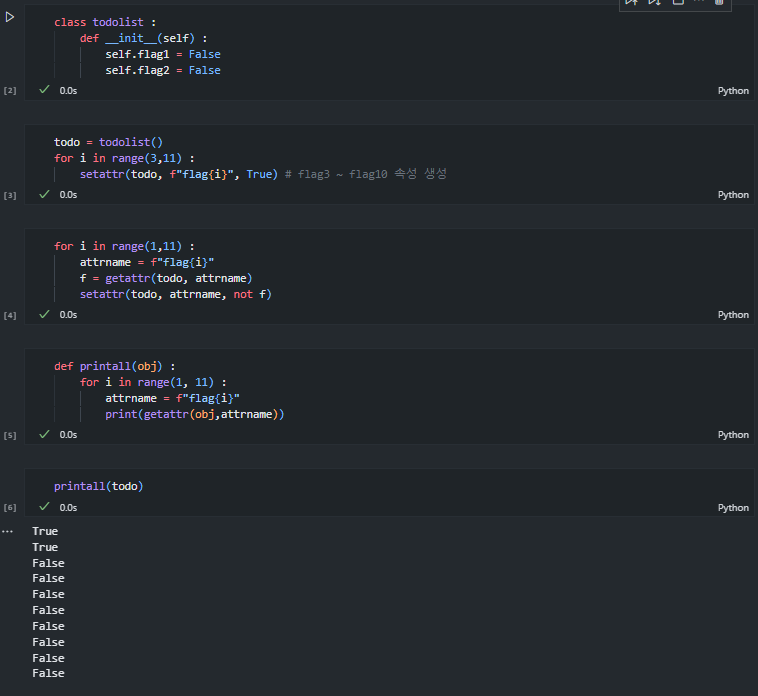 class todolist :
    def __init__(self) :
        self.flag1 = False
        self.flag2 = False
[2] ✓ 0.0s Python
todo = todolist()
for i in range(3,11) :
    setattr(todo, f"flag{i}", True) # flag3 ~ flag10 속성 생성
[3] ✓ 0.0s Python
for i in range(1,11) :
    attrname = f"flag{i}"
    f = getattr(todo, attrname)
    setattr(todo, attrname, not f)
[4] ✓ 0.0s Python
def printall(obj) :
    for i in range(1, 11) :
        attrname = f"flag{i}"
        print(getattr(obj,attrname))
[5] ✓ 0.0s Python
printall(todo)
[6] ✓ 0.0s Python
... True
True
False
False
False
False
False
False
False
False